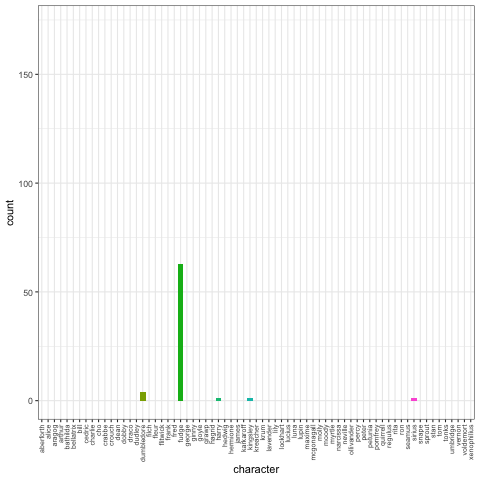 150
100
50
0
count
aberforth
alice
aragog
arthur
bathilda
bellatrix
bill
cedric
charlie
cho
crabbe
crouch
dean
dobby
draco
dudley
dumbledore
filch
fleur
flitwick
frank
fred
fudge
george
ginny
goyle
grawp
hagrid
harry
hedwig
hermione
james
karkaroff
kingsley
kreacher
krum
lavender
lily
lockhart
lucius
luna
lupin
maxime
mcgonagall
molly
moody
myrtle
narcissa
neville
ollivander
percy
peter
petunia
pomfrey
quirrell
regulus
rita
ron
seamus
sirius
snape
sprout
stan
tom
tonks
umbridge
vernon
voldemort
xenophilius
character